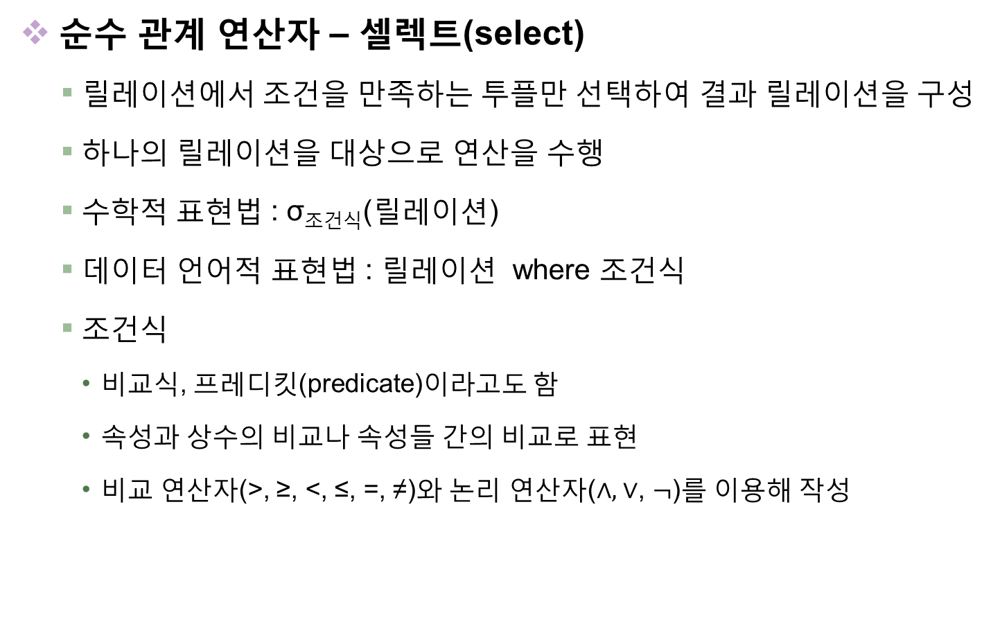 ❖ 순수 관계 연산자 – 셀렉트(select)
▪ 릴레이션에서 조건을 만족하는 투플만 선택하여 결과 릴레이션을 구성
▪ 하나의 릴레이션을 대상으로 연산을 수행
▪ 수학적 표현법 : σ조건식(릴레이션)
▪ 데이터 언어적 표현법 : 릴레이션 where 조건식
▪ 조건식
• 비교식, 프레디킷(predicate)이라고도 함
• 속성과 상수의 비교나 속성들 간의 비교로 표현
• 비교 연산자(>, ≥, <, ≤, =, ≠)와 논리 연산자(∧, ∨, ¬)를 이용해 작성